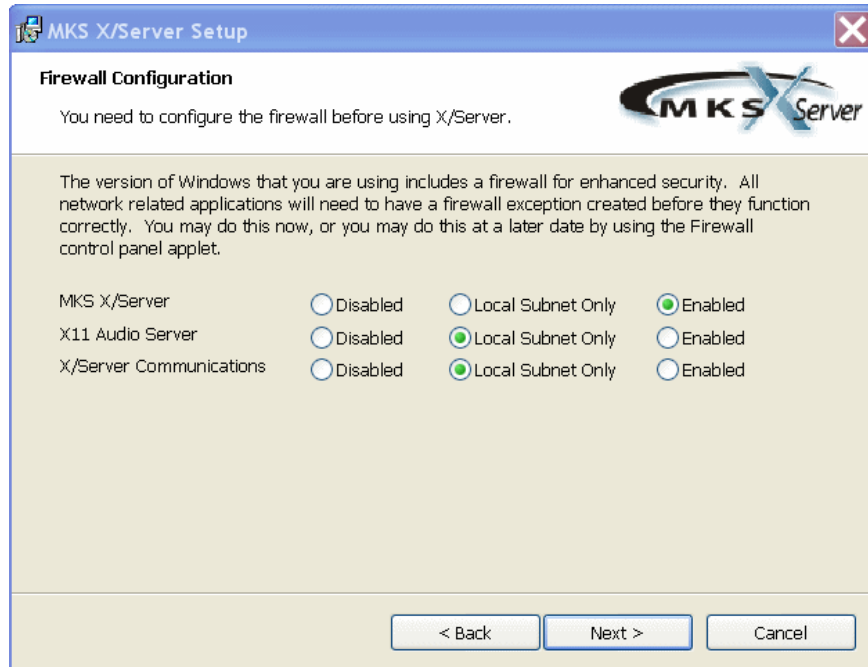 MKS X/Server Setup
Firewall Configuration
You need to configure the firewall before using X/Server.
MKS X Server
The version of Windows that you are using includes a firewall for enhanced security. All
network related applications will need to have a firewall exception created before they function
correctly. You may do this now, or you may do this at a later date by using the Firewall
control panel applet.
MKS X/Server Disabled Local Subnet Only Enabled
X11 Audio Server Disabled Local Subnet Only Enabled
X/Server Communications Disabled Local Subnet Only Enabled
< Back Next > Cancel